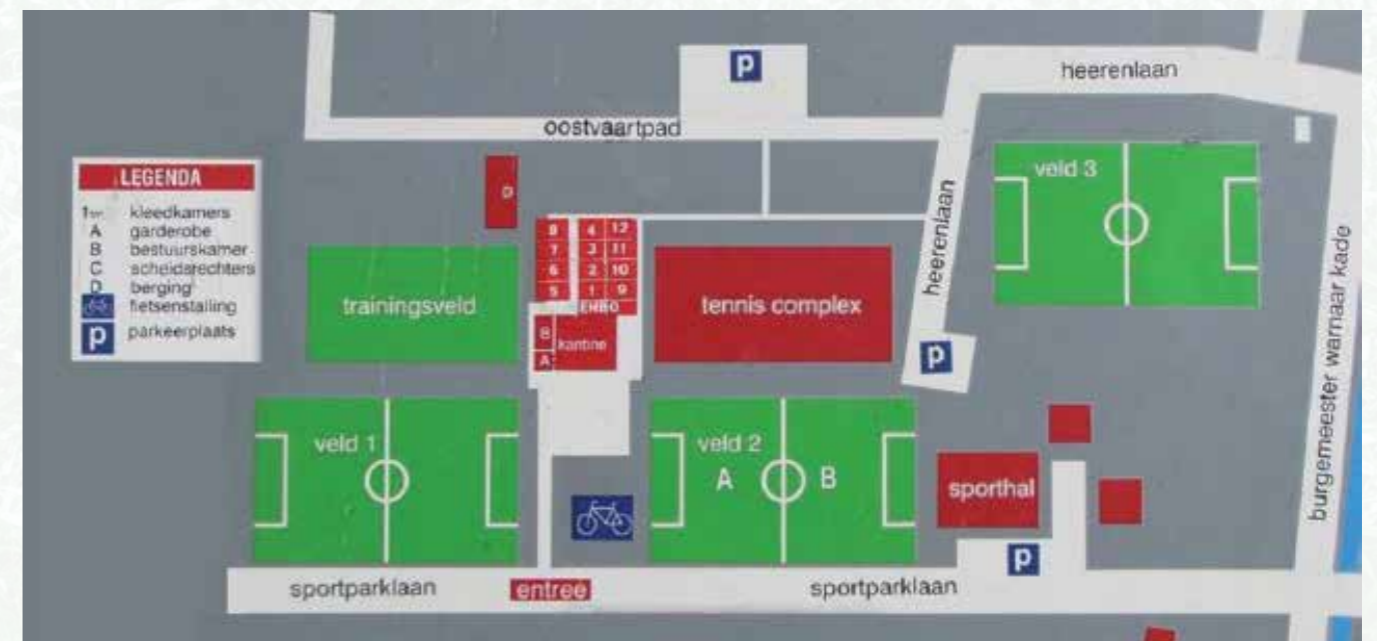 P
heerenlaan
oostvaartpad
LEGENDA
1 t/m kleedkamers
A garderobe
B bestuurskamer
C scheidsrechters
D berging
fietsenstalling
P parkeerplaats
D
veld 3
8 4 12
7 3 11
6 2 10
5 1 9
EHBO
B
kantine
A
trainingsveld
tennis complex
heerenlaan
P
burgemeester warnaar kade
veld 1
veld 2
A B
sporthal
P
sportparklaan
entree
sportparklaan